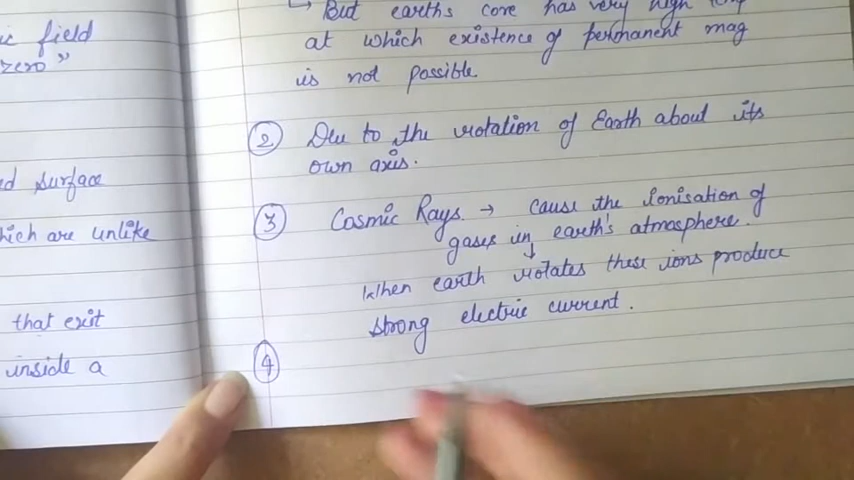 field
zero"
surface
which are unlike
that exit
inside a
But earths core has very high
at which existence of permanent mag
is not possible.
2 Due to the rotation of Earth about its
own axis.
3 Cosmic Rays → cause the Ionisation of
gases in earth's atmosphere.
↓
When earth rotates these ions produce
strong electric current.
4